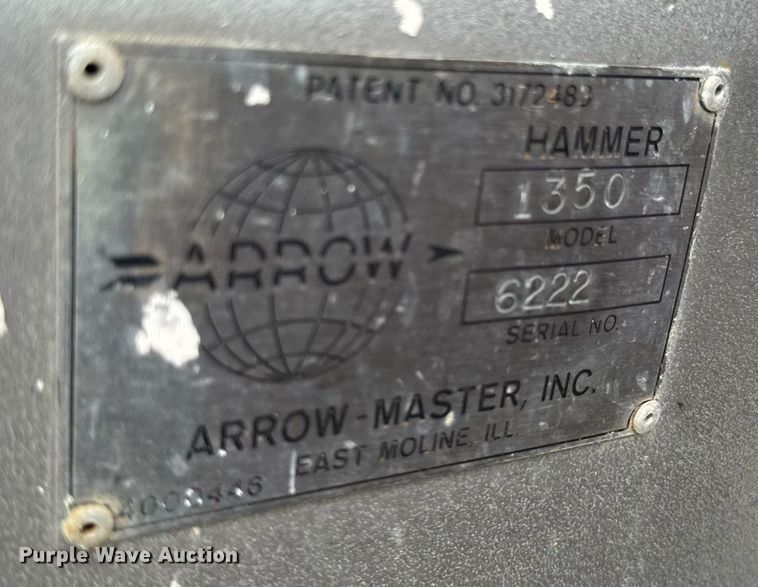 PATENT NO. 3172483
HAMMER
1350
MODEL
ARROW
6222
SERIAL NO.
ARROW-MASTER, INC.
EAST MOLINE, ILL.
4000446
Purple Wave Auction